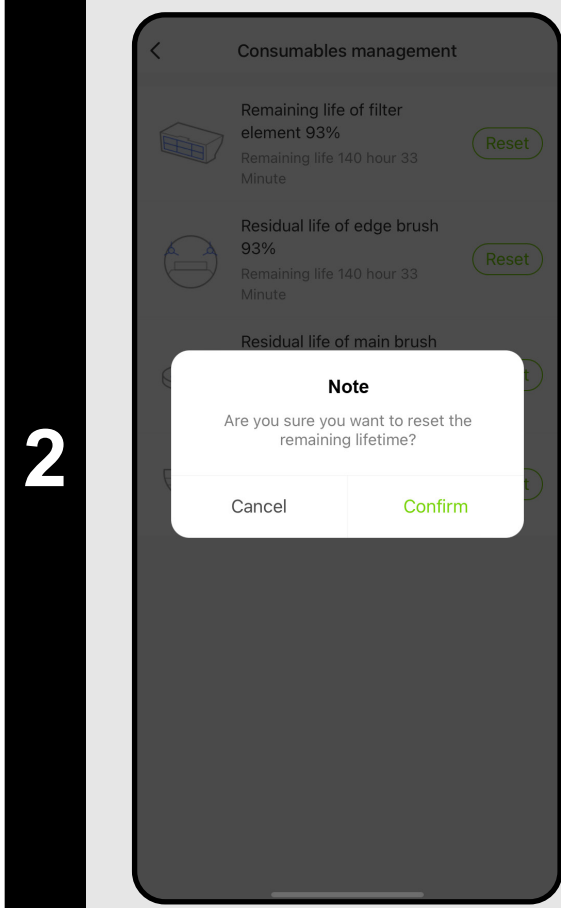 2
Consumables management
Remaining life of filter
element 93%
Reset
Remaining life 140 hour 33
Minute
Residual life of edge brush
93%
Reset
Remaining life 140 hour 33
Minute
Residual life of main brush
Note
Are you sure you want to reset the
remaining lifetime?
Cancel
Confirm